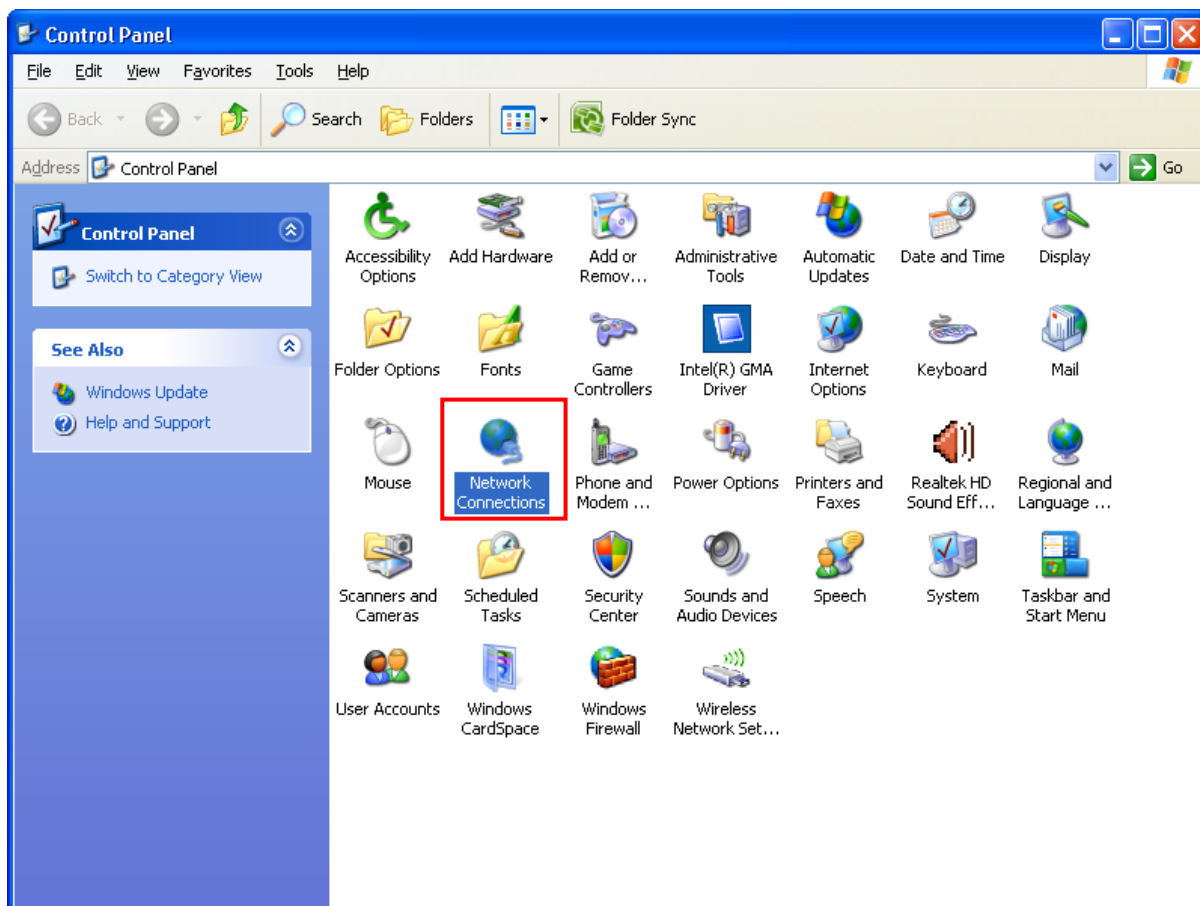 Control Panel
File Edit View Favorites Tools Help
Back Search Folders Folder Sync
Address Control Panel Go
Control Panel
Switch to Category View
See Also
Windows Update
Help and Support
Accessibility Options
Add Hardware
Add or Remov...
Administrative Tools
Automatic Updates
Date and Time
Display
Folder Options
Fonts
Game Controllers
Intel(R) GMA Driver
Internet Options
Keyboard
Mail
Mouse
Network Connections
Phone and Modem ...
Power Options
Printers and Faxes
Realtek HD Sound Eff...
Regional and Language ...
Scanners and Cameras
Scheduled Tasks
Security Center
Sounds and Audio Devices
Speech
System
Taskbar and Start Menu
User Accounts
Windows CardSpace
Windows Firewall
Wireless Network Set...